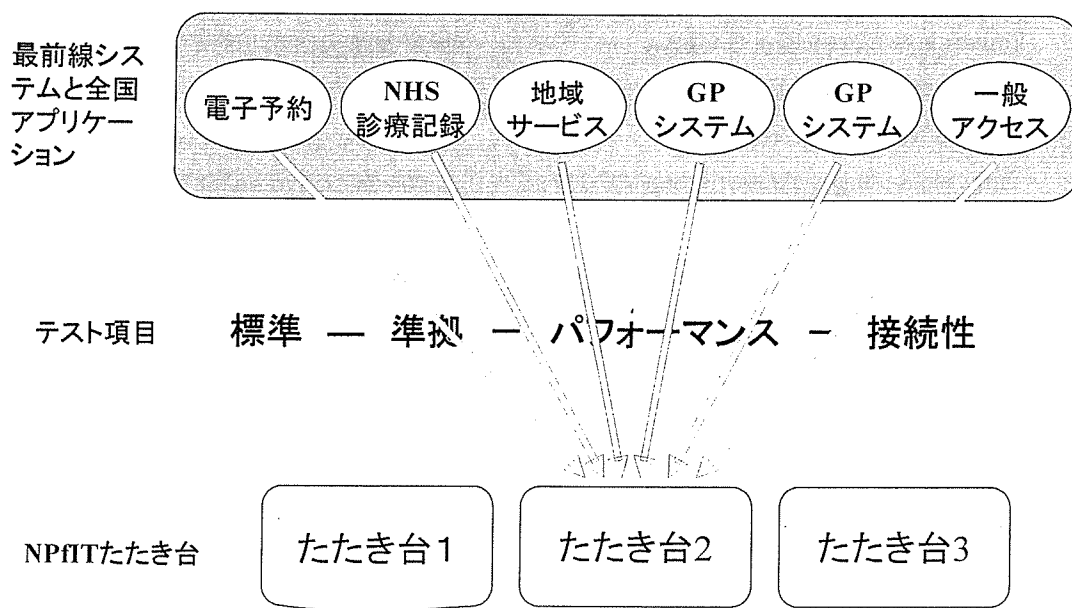 最前線シス
テムと全国
アプリケー
ション
電子予約
NHS
診療記録
地域
サービス
GP
システム
GP
システム
一般
アクセス
テスト項目
標準 ― 準拠 － パフォーマンス － 接続性
NPfITたたき台
たたき台1
たたき台2
たたき台3